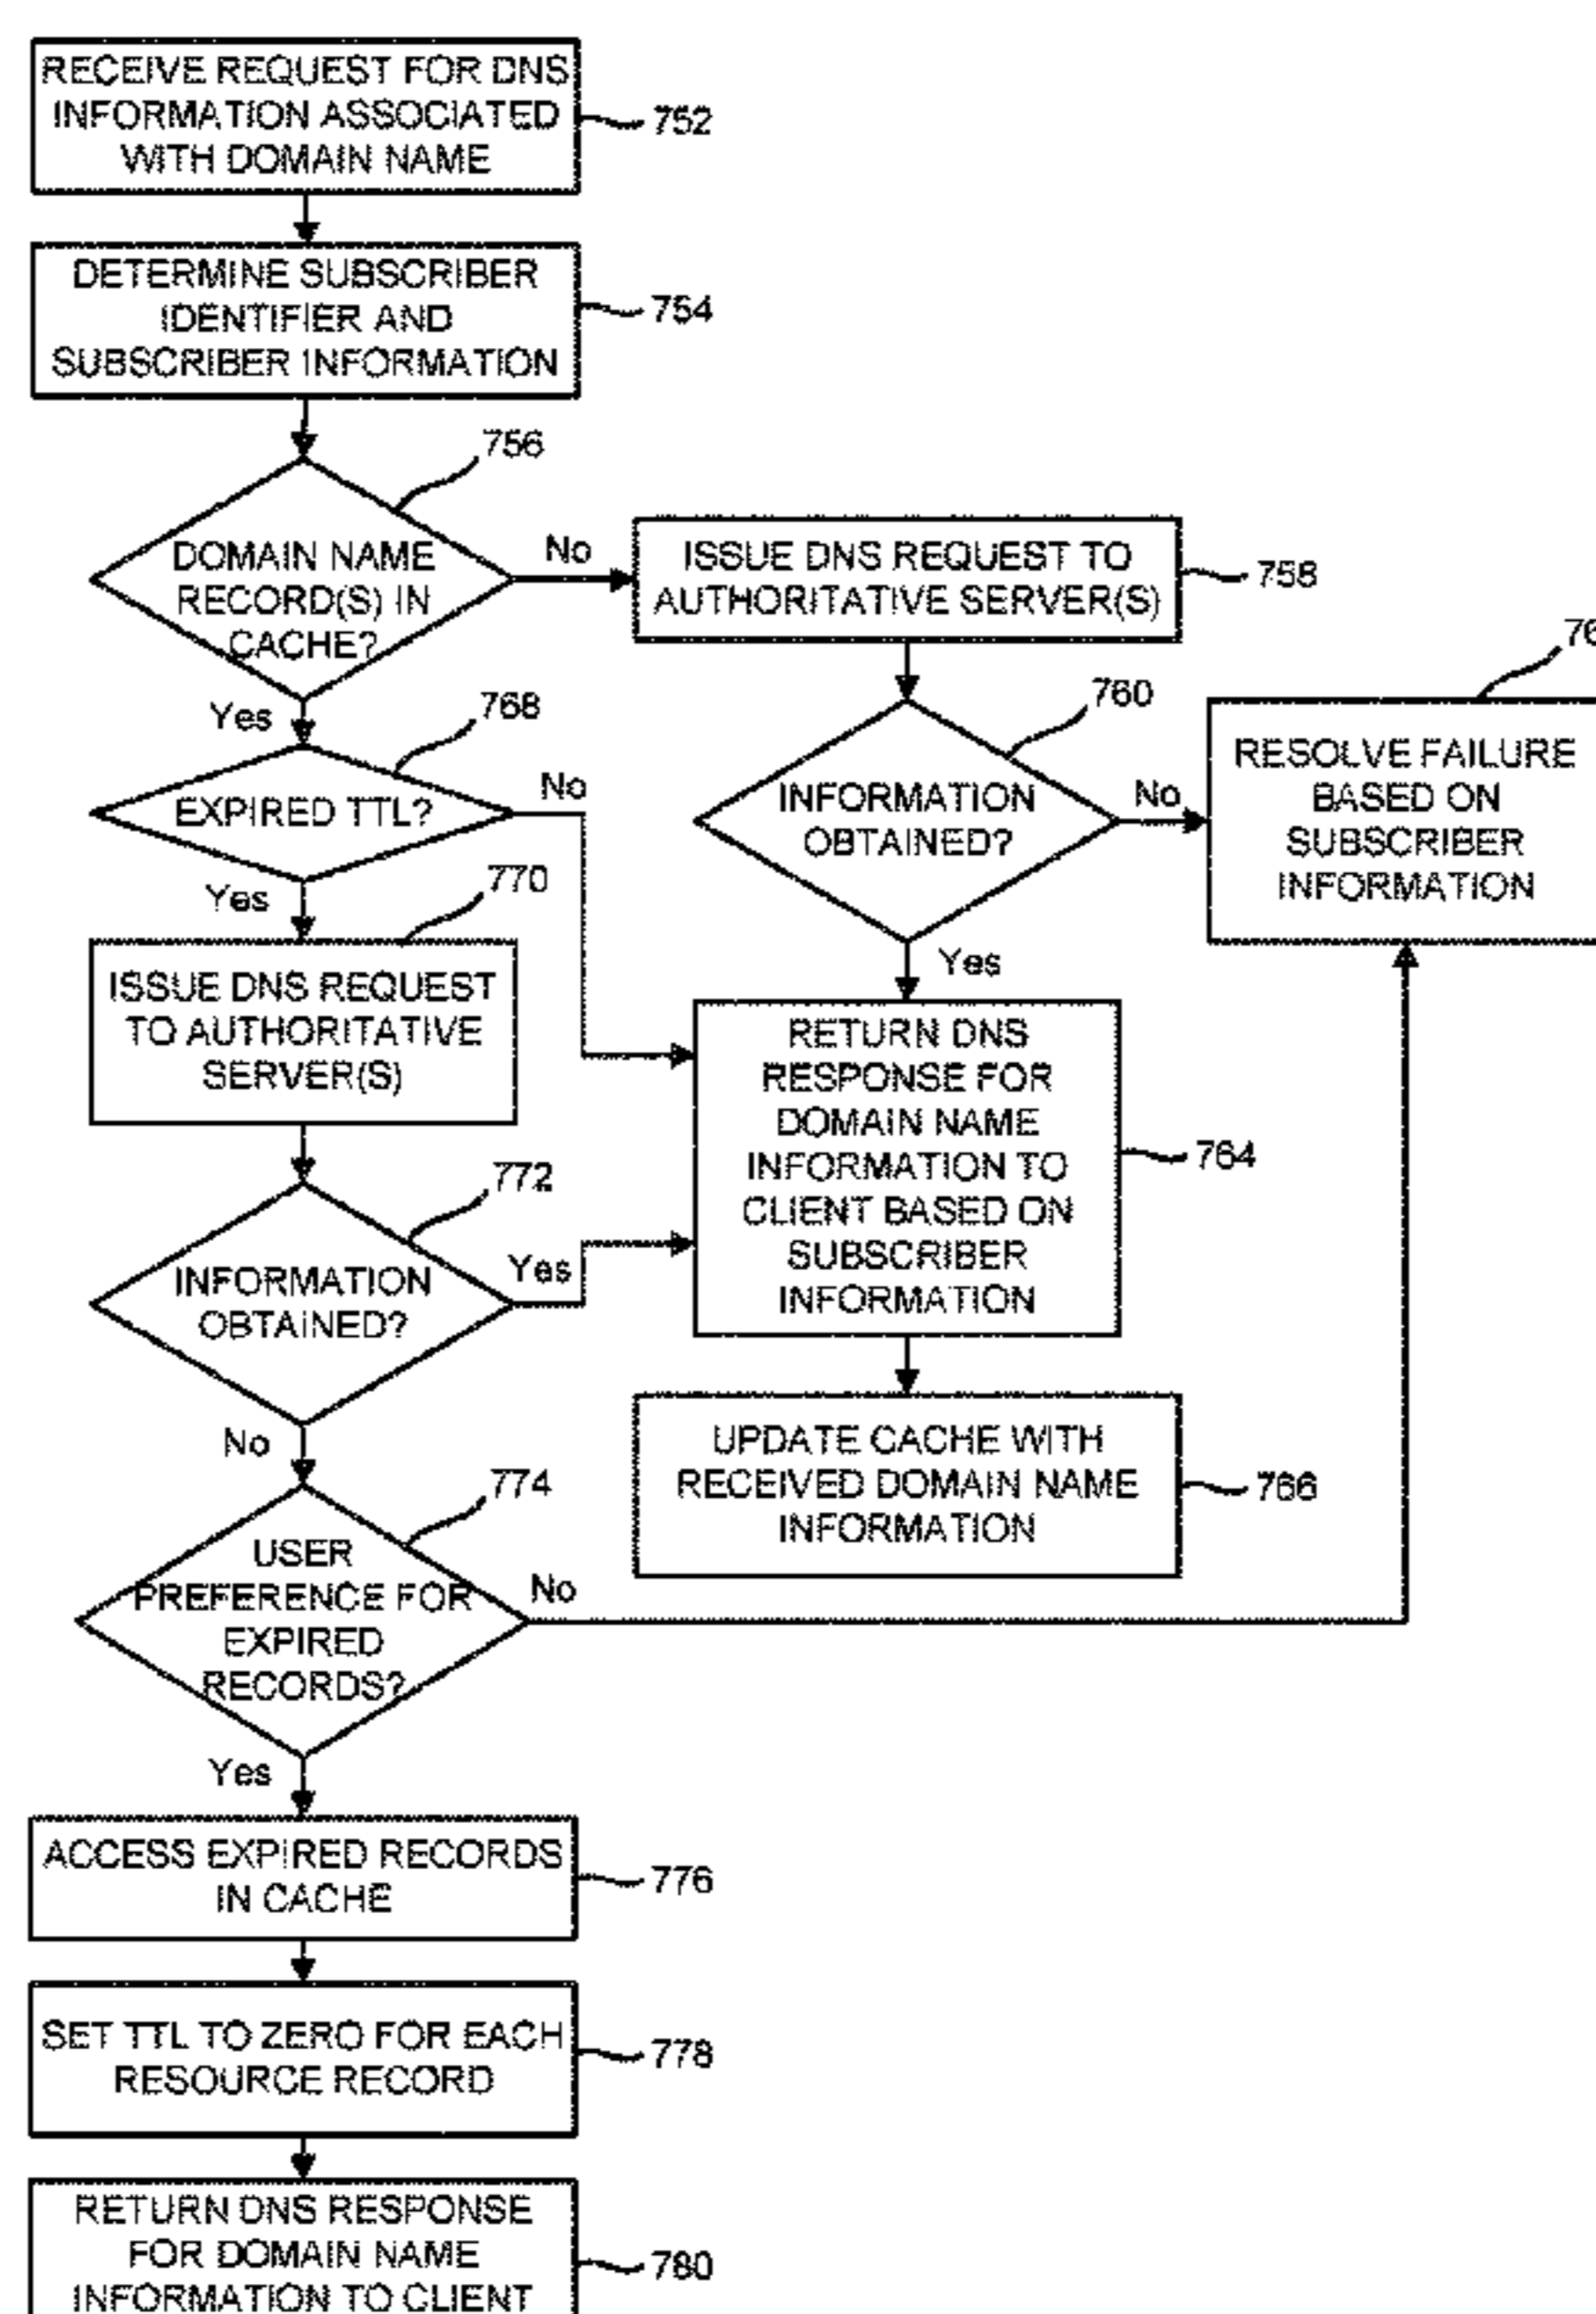 RECEIVE REQUEST FOR DNS
INFORMATION ASSOCIATED
WITH DOMAIN NAME
752
DETERMINE SUBSCRIBER
IDENTIFIER AND
SUBSCRIBER INFORMATION
754
756
DOMAIN NAME
RECORD(S) IN
CACHE?
No
Yes
ISSUE DNS REQUEST TO
AUTHORITATIVE SERVER(S)
758
760
INFORMATION
OBTAINED?
No
Yes
RESOLVE FAILURE
BASED ON
SUBSCRIBER
INFORMATION
768
EXPIRED TTL?
No
Yes
770
ISSUE DNS REQUEST
TO AUTHORITATIVE
SERVER(S)
RETURN DNS
RESPONSE FOR
DOMAIN NAME
INFORMATION TO
CLIENT BASED ON
SUBSCRIBER
INFORMATION
764
772
INFORMATION
OBTAINED?
Yes
No
UPDATE CACHE WITH
RECEIVED DOMAIN NAME
INFORMATION
766
774
USER
PREFERENCE FOR
EXPIRED
RECORDS?
No
Yes
ACCESS EXPIRED RECORDS
IN CACHE
776
SET TTL TO ZERO FOR EACH
RESOURCE RECORD
778
RETURN DNS RESPONSE
FOR DOMAIN NAME
INFORMATION TO CLIENT
780